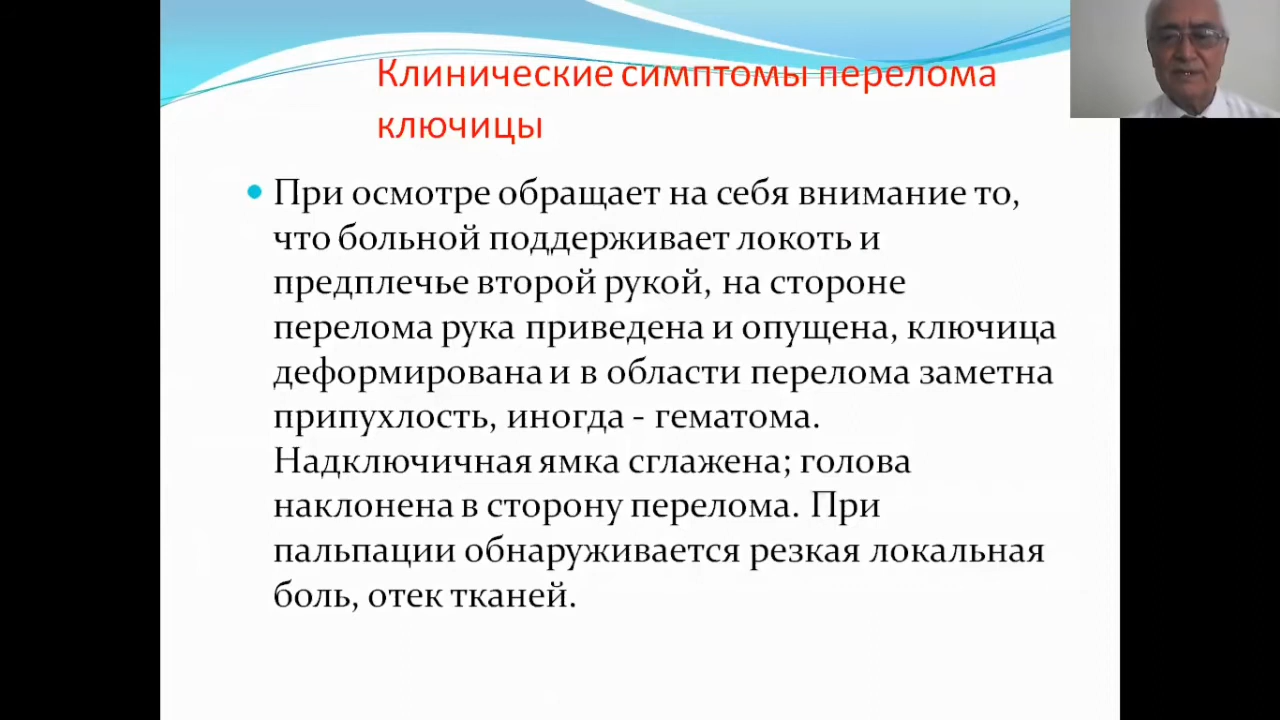 Клинические симптомы перелома
ключицы
При осмотре обращает на себя внимание то,
что больной поддерживает локоть и
предплечье второй рукой, на стороне
перелома рука приведена и опущена, ключица
деформирована и в области перелома заметна
припухлость, иногда - гематома.
Надключичная ямка сглажена; голова
наклонена в сторону перелома. При
пальпации обнаруживается резкая локальная
боль, отек тканей.